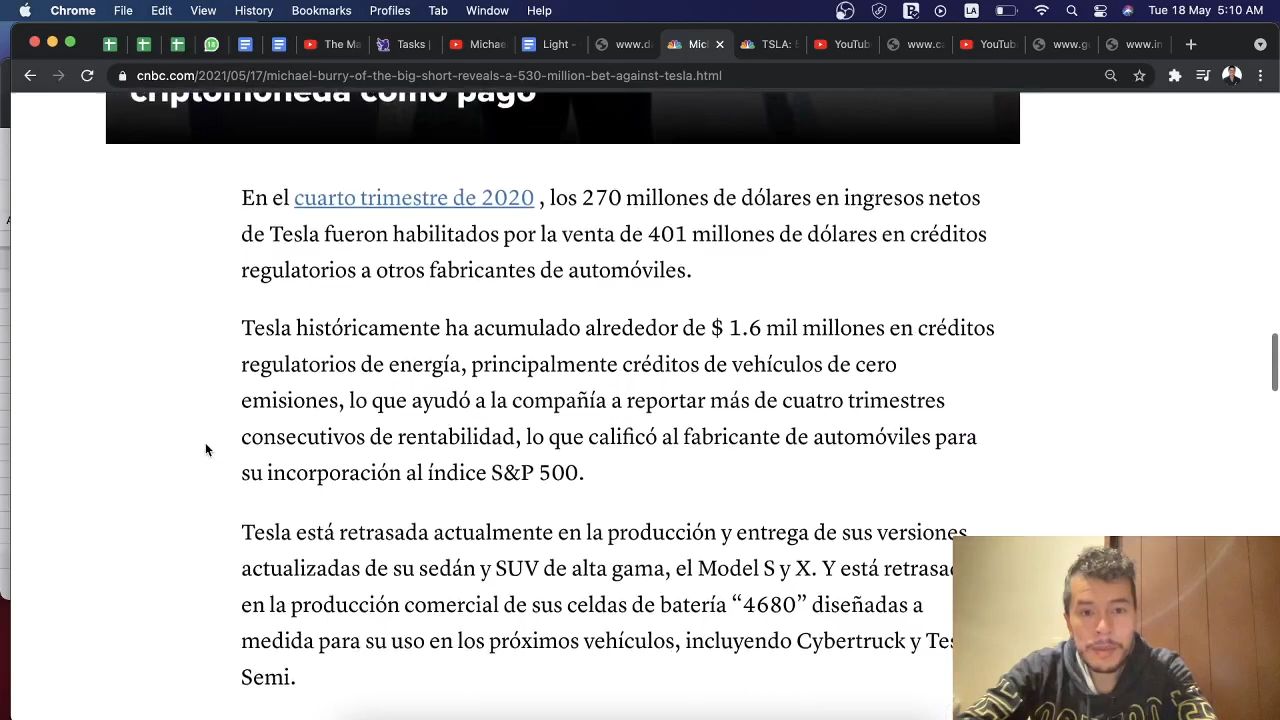 Chrome File Edit View History Bookmarks Profiles Tab Window Help LA Tue 18 May 5:10 AM
The Ma Tasks Michae Light - www.d Mic TSLA: YouTub www.c YouTub www.g www.in
cnbc.com/2021/05/17/michael-burry-of-the-big-short-reveals-a-530-million-bet-against-tesla.html
criptomoneda como pago
En el cuarto trimestre de 2020 , los 270 millones de dólares en ingresos netos
de Tesla fueron habilitados por la venta de 401 millones de dólares en créditos
regulatorios a otros fabricantes de automóviles.
Tesla históricamente ha acumulado alrededor de $ 1.6 mil millones en créditos
regulatorios de energía, principalmente créditos de vehículos de cero
emisiones, lo que ayudó a la compañía a reportar más de cuatro trimestres
consecutivos de rentabilidad, lo que calificó al fabricante de automóviles para
su incorporación al índice S&P 500.
Tesla está retrasada actualmente en la producción y entrega de sus versiones
actualizadas de su sedán y SUV de alta gama, el Model S y X. Y está retrasad
en la producción comercial de sus celdas de batería “4680” diseñadas a
medida para su uso en los próximos vehículos, incluyendo Cybertruck y Tes
Semi.